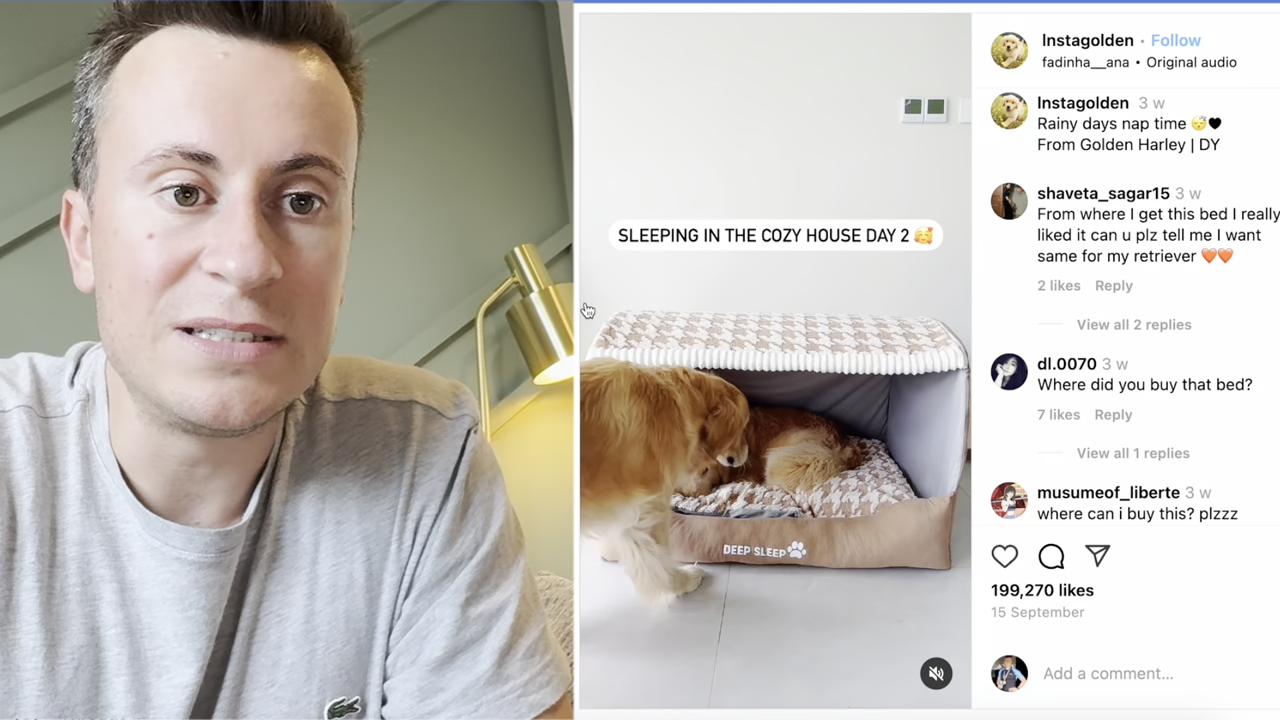 Instagolden • Follow
fadinha__ana • Original audio
Instagolden 3 w
Rainy days nap time 😴🖤
From Golden Harley | DY
shaveta_sagar15 3 w
From where I get this bed I really
liked it can u plz tell me I want
same for my retriever 🧡🧡
2 likes Reply
View all 2 replies
dl.0070 3 w
Where did you buy that bed?
7 likes Reply
View all 1 replies
musumeof_liberte 3 w
where can i buy this? plzzz
199,270 likes
15 September
Add a comment...
SLEEPING IN THE COZY HOUSE DAY 2 🥰
DEEP SLEEP